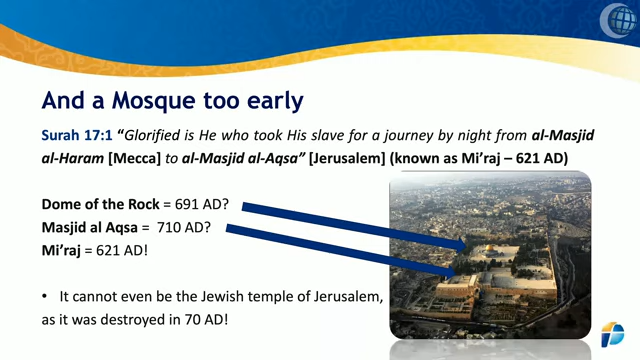 And a Mosque too early
Surah 17:1 “Glorified is He who took His slave for a journey by night from al-Masjid
al-Haram [Mecca] to al-Masjid al-Aqsa” [Jerusalem] (known as Mi’raj – 621 AD)
Dome of the Rock = 691 AD?
Masjid al Aqsa = 710 AD?
Mi’raj = 621 AD!
• It cannot even be the Jewish temple of Jerusalem,
as it was destroyed in 70 AD!